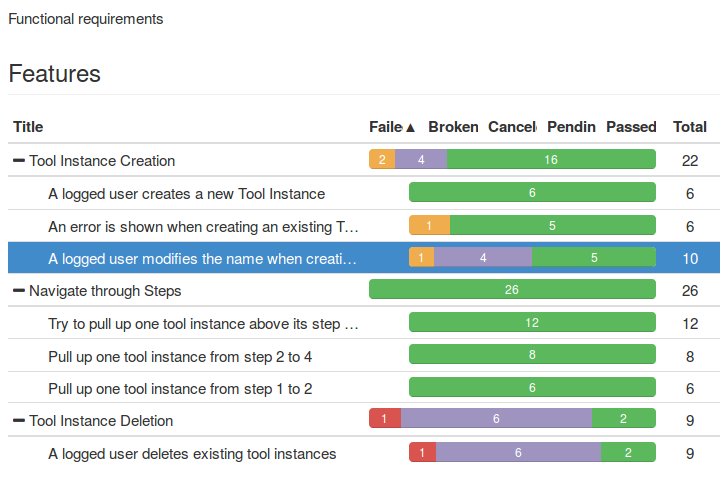 Functional requirements
Features
Title Failed▲ Broken Cancele Pendin Passed Total
Tool Instance Creation 2 4 16 22
A logged user creates a new Tool Instance 6 6
An error is shown when creating an existing T... 1 5 6
A logged user modifies the name when creati... 1 4 5 10
Navigate through Steps 26 26
Try to pull up one tool instance above its step ... 12 12
Pull up one tool instance from step 2 to 4 8 8
Pull up one tool instance from step 1 to 2 6 6
Tool Instance Deletion 1 6 2 9
A logged user deletes existing tool instances 1 6 2 9